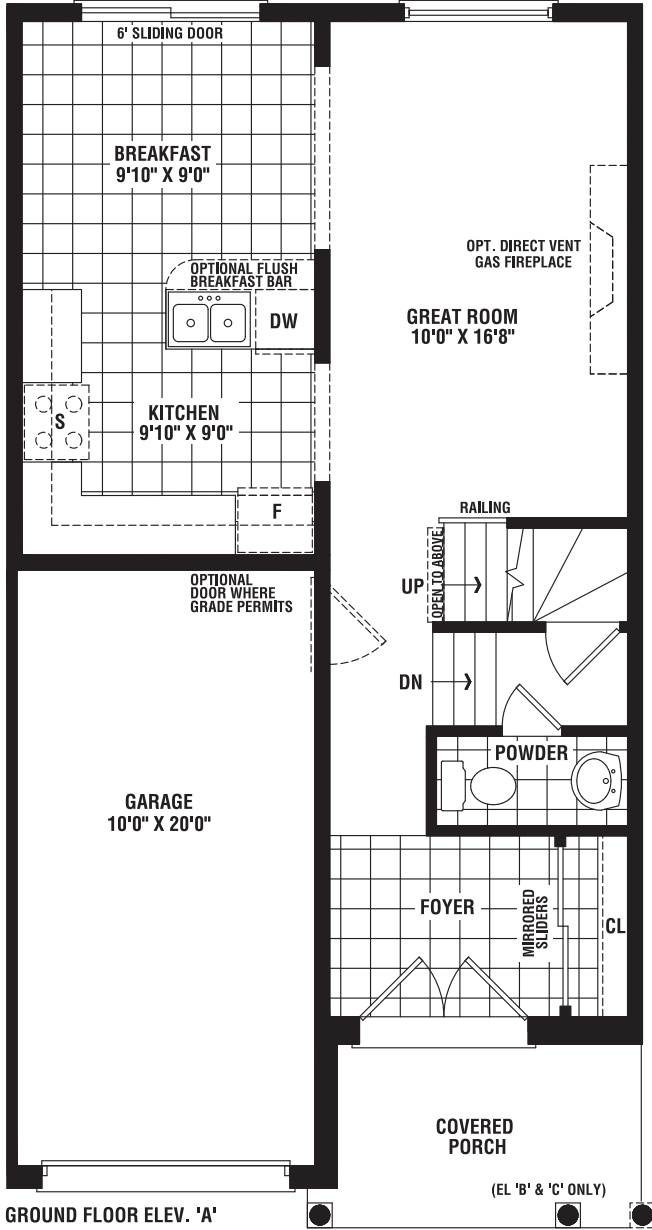 6' SLIDING DOOR
BREAKFAST
9'10" X 9'0"
OPT. DIRECT VENT
GAS FIREPLACE
OPTIONAL FLUSH
BREAKFAST BAR
DW
GREAT ROOM
10'0" X 16'8"
S
KITCHEN
9'10" X 9'0"
F
RAILING
OPEN TO ABOVE
UP
OPTIONAL
DOOR WHERE
GRADE PERMITS
DN
POWDER
GARAGE
10'0" X 20'0"
FOYER
MIRRORED
SLIDERS
CL
COVERED
PORCH
(EL 'B' & 'C' ONLY)
GROUND FLOOR ELEV. 'A'